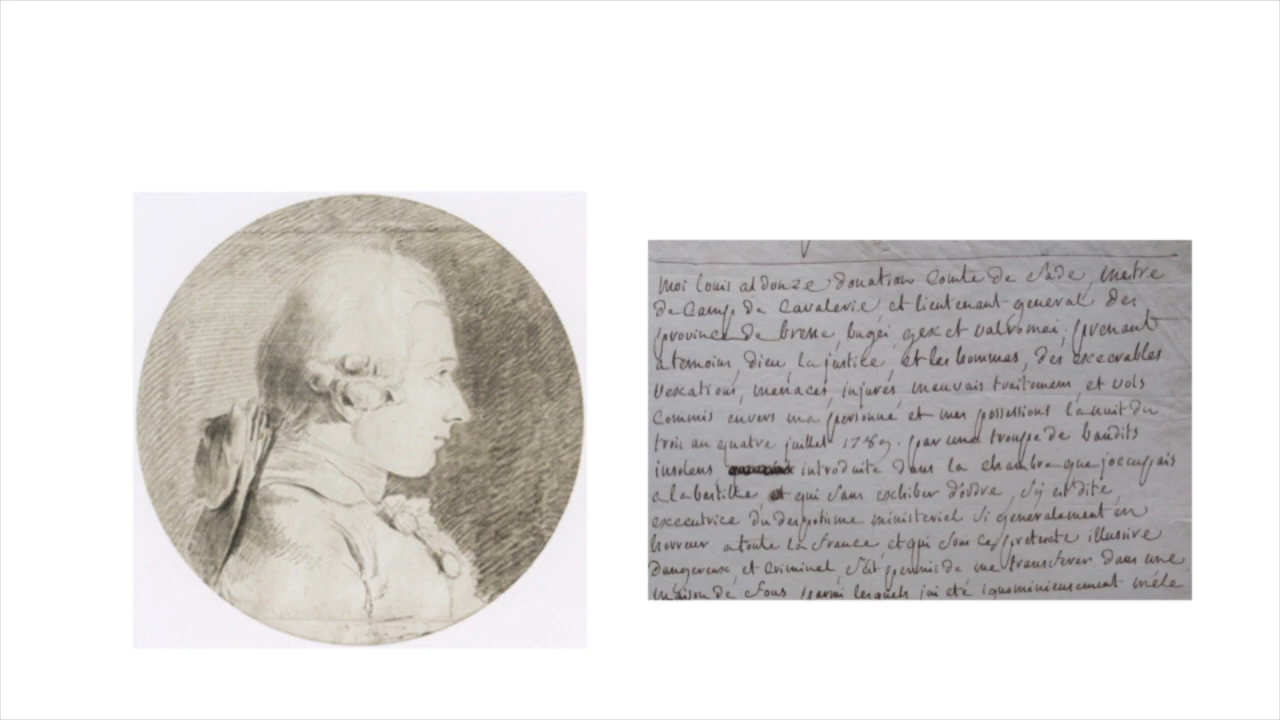 Moi louis aldonze donation Comte de Sade, mestre
de Camp de Cavalerie et lieutenant general des
provinces de bresse, bugei, gex et valromei. prenant
a temoins, dieu, la justice, et les hommes, des execrables
vexations, menaces, injures, mauvais traitemens, et vols
Commis envers ma personne et mes possessions la nuit du
trois au quatre juillet 1789. par une troupe de bandits
insolens introduite dans la chambre que j'occupais
a la bastille, et qui sans exhiber d'ordre, s'y est dite
executrice du despotisme ministeriel si generalement en
horreur a toute la france, et qui sous ce pretexte illusoire
dangereux, et Criminel s'est permis de me transferer dans une
maison de fous parmi lesquels j'ai été ignominieusement mele